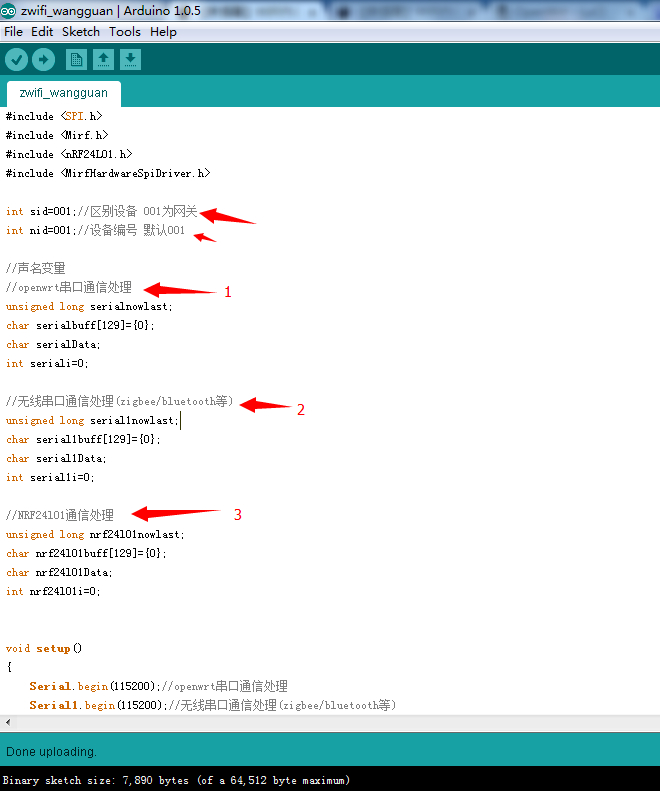 zwifi_wangguan | Arduino 1.0.5
File Edit Sketch Tools Help
zwifi_wangguan
#include <SPI.h>
#include <Mirf.h>
#include <nRF24L01.h>
#include <MirfHardwareSpiDriver.h>
int sid=001;//区别设备 001为网关
int nid=001;//设备编号 默认001
//声名变量
//openwrt串口通信处理 1
unsigned long serialnowlast;
char serialbuff[129]={0};
char serialData;
int seriali=0;
//无线串口通信处理(zigbee/bluetooth等) 2
unsigned long serial1nowlast;
char serial1buff[129]={0};
char serial1Data;
int serial1i=0;
//NRF24l01通信处理 3
unsigned long nrf24l01nowlast;
char nrf24l01buff[129]={0};
char nrf24l01Data;
int nrf24l01i=0;
void setup()
{
Serial.begin(115200);//openwrt串口通信处理
Serial1.begin(115200);//无线串口通信处理(zigbee/bluetooth等)
Done uploading.
Binary sketch size: 7,890 bytes (of a 64,512 byte maximum)